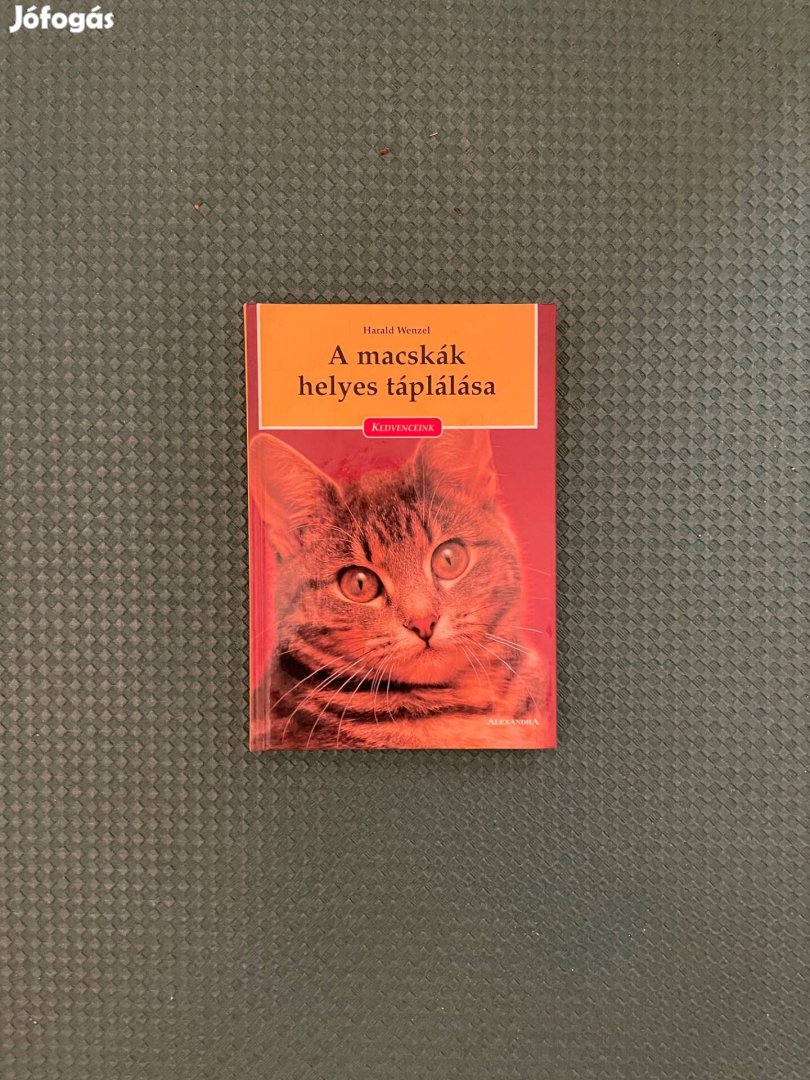 Jófogás
Harald Wenzel
A macskák
helyes táplálása
KEDVENCEINK
ALEXANDRA